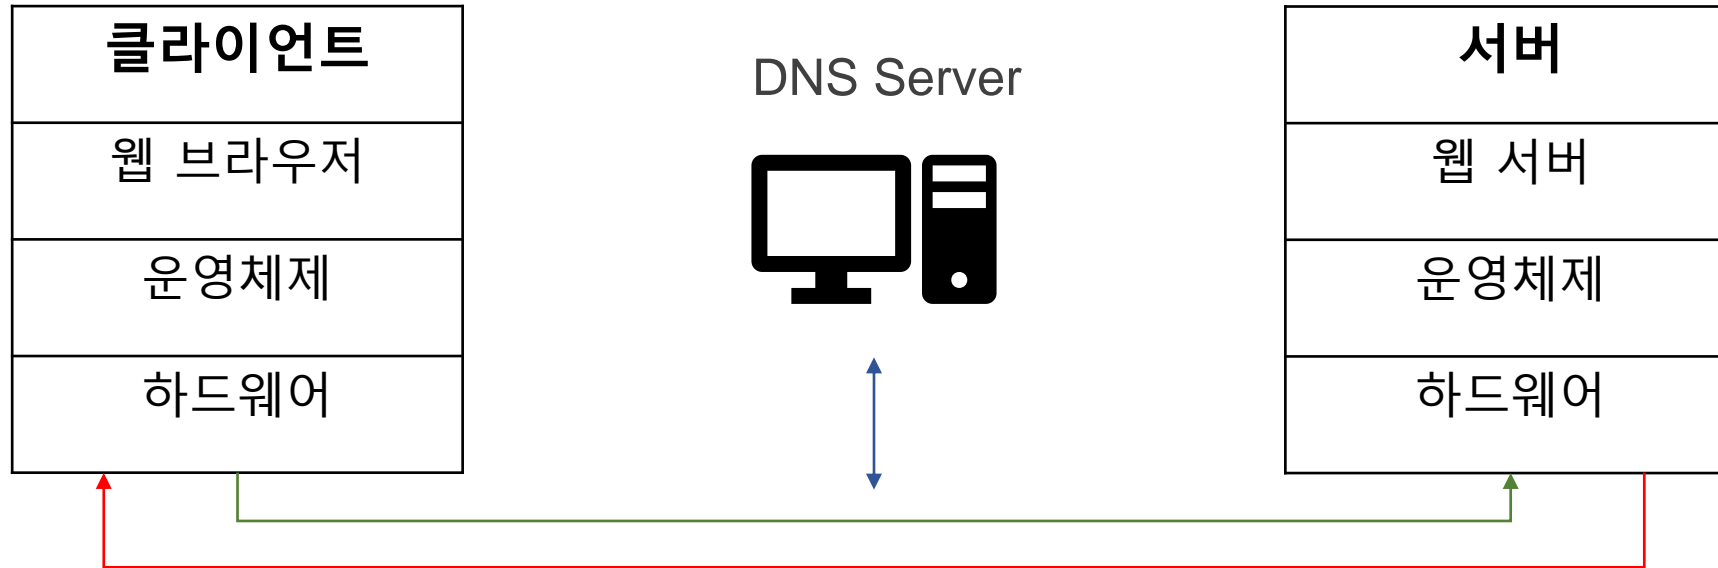 클라이언트
웹 브라우저
운영체제
하드웨어
DNS Server
서버
웹 서버
운영체제
하드웨어